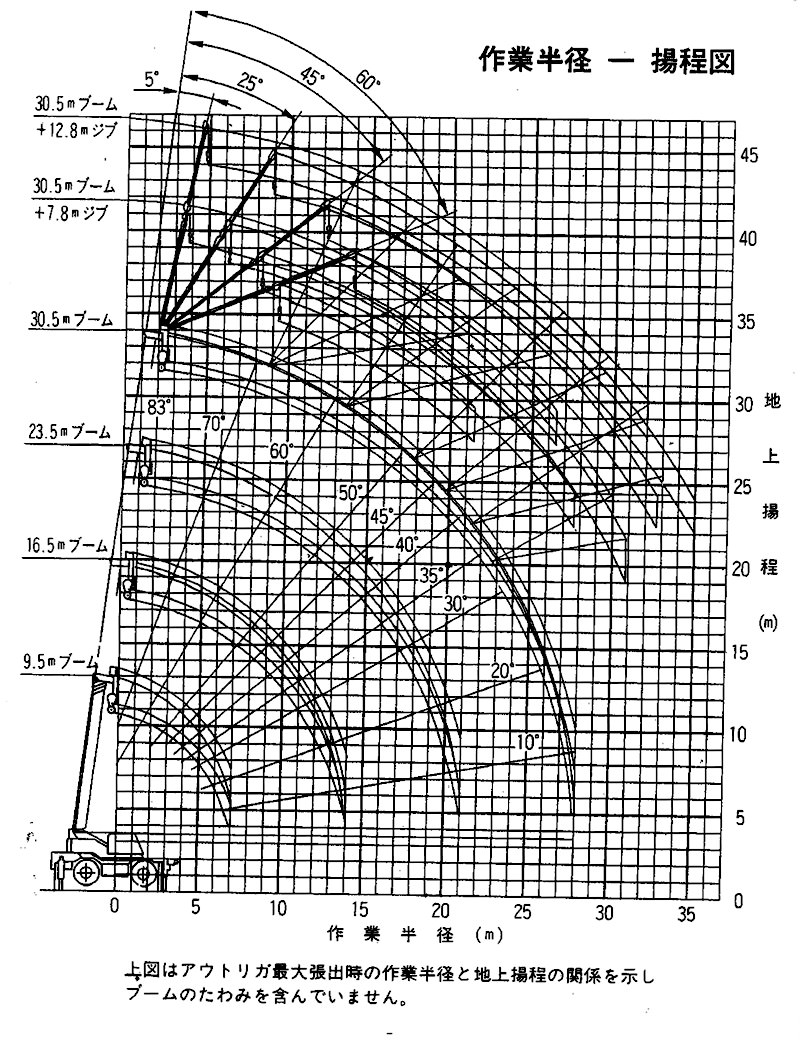 作業半径 ー 揚程図
60°
45°
25°
5°
30.5mブーム
+12.8mジブ
30.5mブーム
+7.8mジブ
30.5mブーム
23.5mブーム
16.5mブーム
9.5mブーム
83°
70°
60°
50°
45°
40°
35°
30°
20°
10°
45
40
35
30
25
20
15
10
5
0
地上揚程(m)
0 5 10 15 20 25 30 35
作業半径 (m)
上図はアウトリガ最大張出時の作業半径と地上揚程の関係を示し
ブームのたわみを含んでいません。